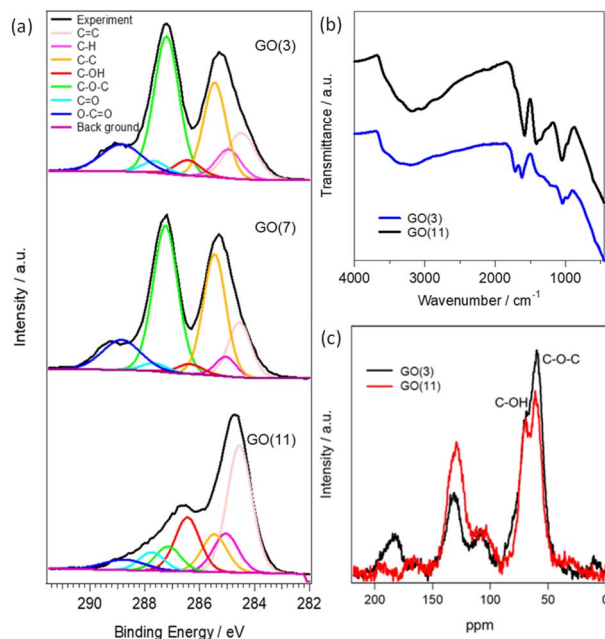 (a)
Experiment
C=C
C-H
C-C
C-OH
C-O-C
C=O
O-C=O
Back ground
GO(3)
GO(7)
GO(11)
Intensity / a.u.
290 288 286 284 282
Binding Energy / eV
(b)
Transmittance / a.u.
GO(3)
GO(11)
4000 3000 2000 1000
Wavenumber / cm⁻¹
(c)
GO(3)
GO(11)
C-O-C
C-OH
Intensity / a.u.
200 150 100 50 0
ppm